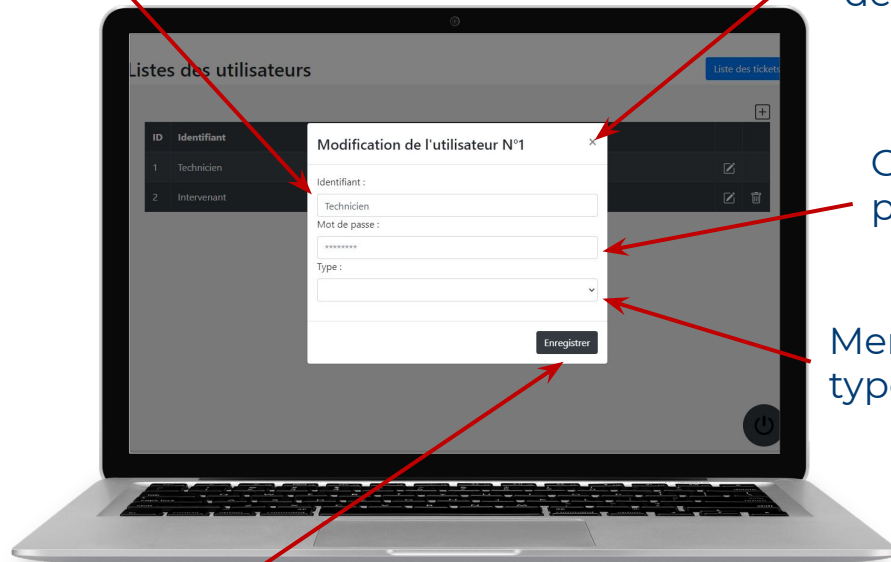 de
Listes des utilisateurs
Liste des tickets
ID Identifiant
Modification de l'utilisateur N°1
×
1 Technicien
Identifiant :
2 Intervenant
Technicien
Mot de passe :
********
Type :
Enregistrer
typ